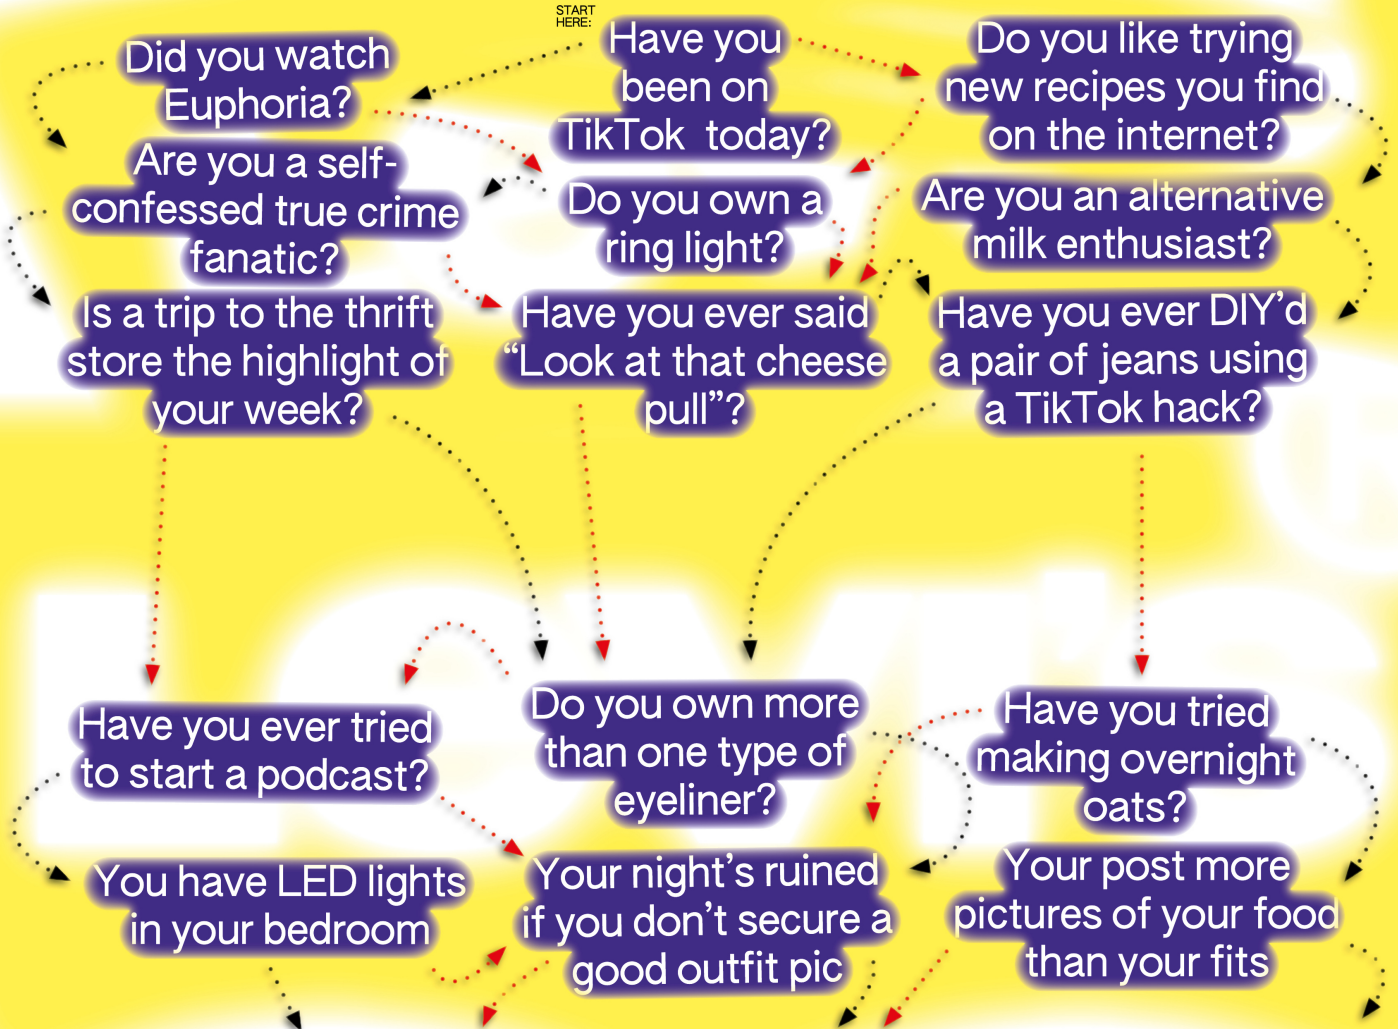 START
HERE:
Did you watch
Euphoria?
Have you
been on
TikTok today?
Do you like trying
new recipes you find
on the internet?
Are you a self-
confessed true crime
fanatic?
Do you own a
ring light?
Are you an alternative
milk enthusiast?
Is a trip to the thrift
store the highlight of
your week?
Have you ever said
“Look at that cheese
pull”?
Have you ever DIY’d
a pair of jeans using
a TikTok hack?
Levi's
Have you ever tried
to start a podcast?
Do you own more
than one type of
eyeliner?
Have you tried
making overnight
oats?
You have LED lights
in your bedroom
Your night’s ruined
if you don’t secure a
good outfit pic
Your post more
pictures of your food
than your fits